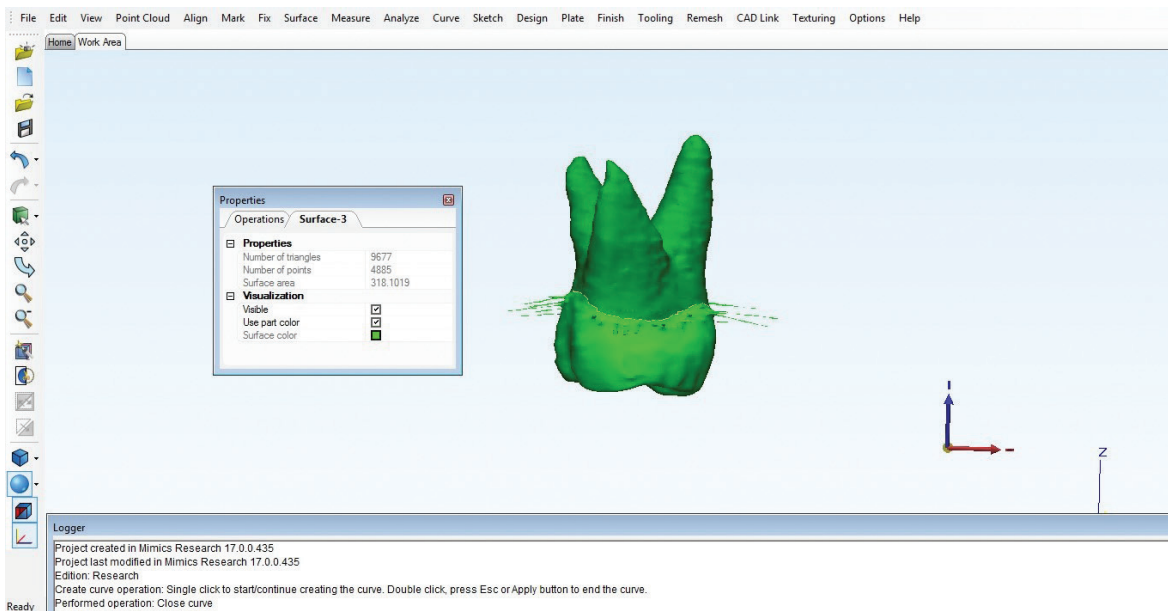 File Edit View Point Cloud Align Mark Fix Surface Measure Analyze Curve Sketch Design Plate Finish Tooling Remesh CAD Link Texturing Options Help
Home Work Area
Properties
Operations Surface-3
Properties
Number of triangles 9677
Number of points 4885
Surface area 318.1019
Visualization
Visible
Use part color
Surface color
Z
Logger
Project created in Mimics Research 17.0.0.435
Project last modified in Mimics Research 17.0.0.435
Edition: Research
Create curve operation: Single click to start/continue creating the curve. Double click, press Esc or Apply button to end the curve.
Performed operation: Close curve
Ready